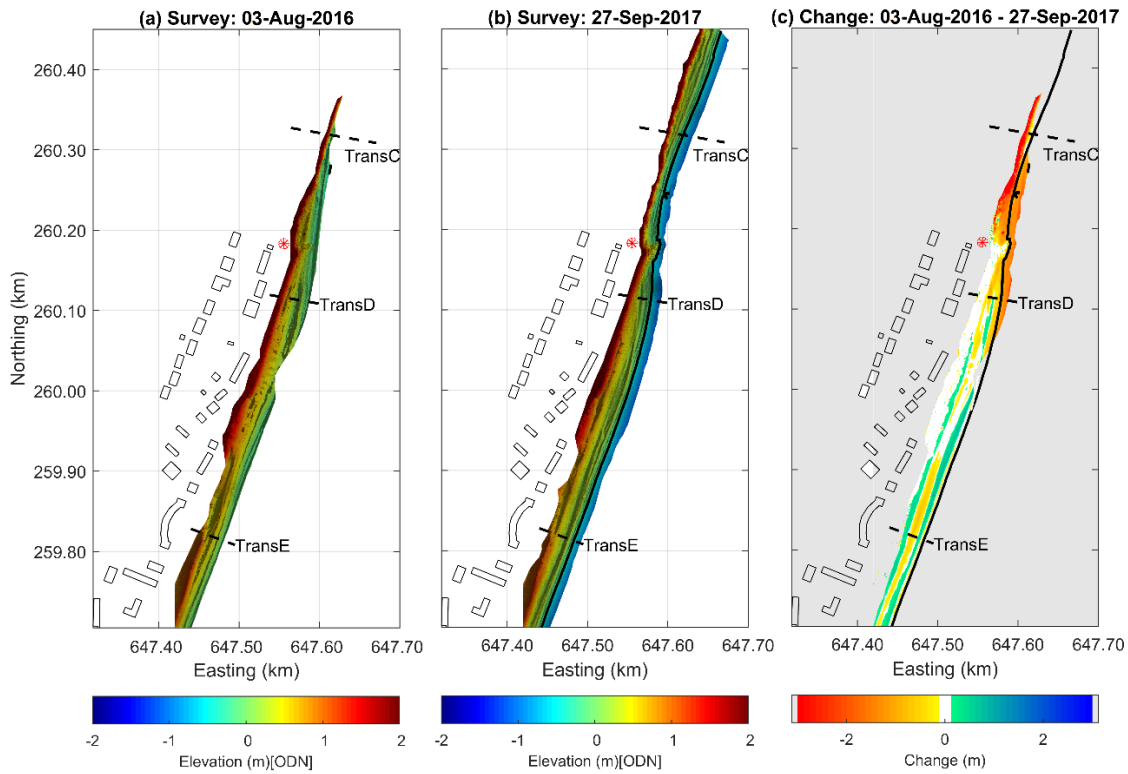 (a) Survey: 03-Aug-2016
(b) Survey: 27-Sep-2017
(c) Change: 03-Aug-2016 - 27-Sep-2017
Northing (km)
260.40
260.30
260.20
260.10
260.00
259.90
259.80
TransC
TransD
TransE
TransC
TransD
TransE
TransC
TransD
TransE
647.40 647.50 647.60 647.70
647.40 647.50 647.60 647.70
647.40 647.50 647.60 647.70
Easting (km)
Easting (km)
Easting (km)
-2 -1 0 1 2
-2 -1 0 1 2
-2 0 2
Elevation (m)[ODN]
Elevation (m)[ODN]
Change (m)